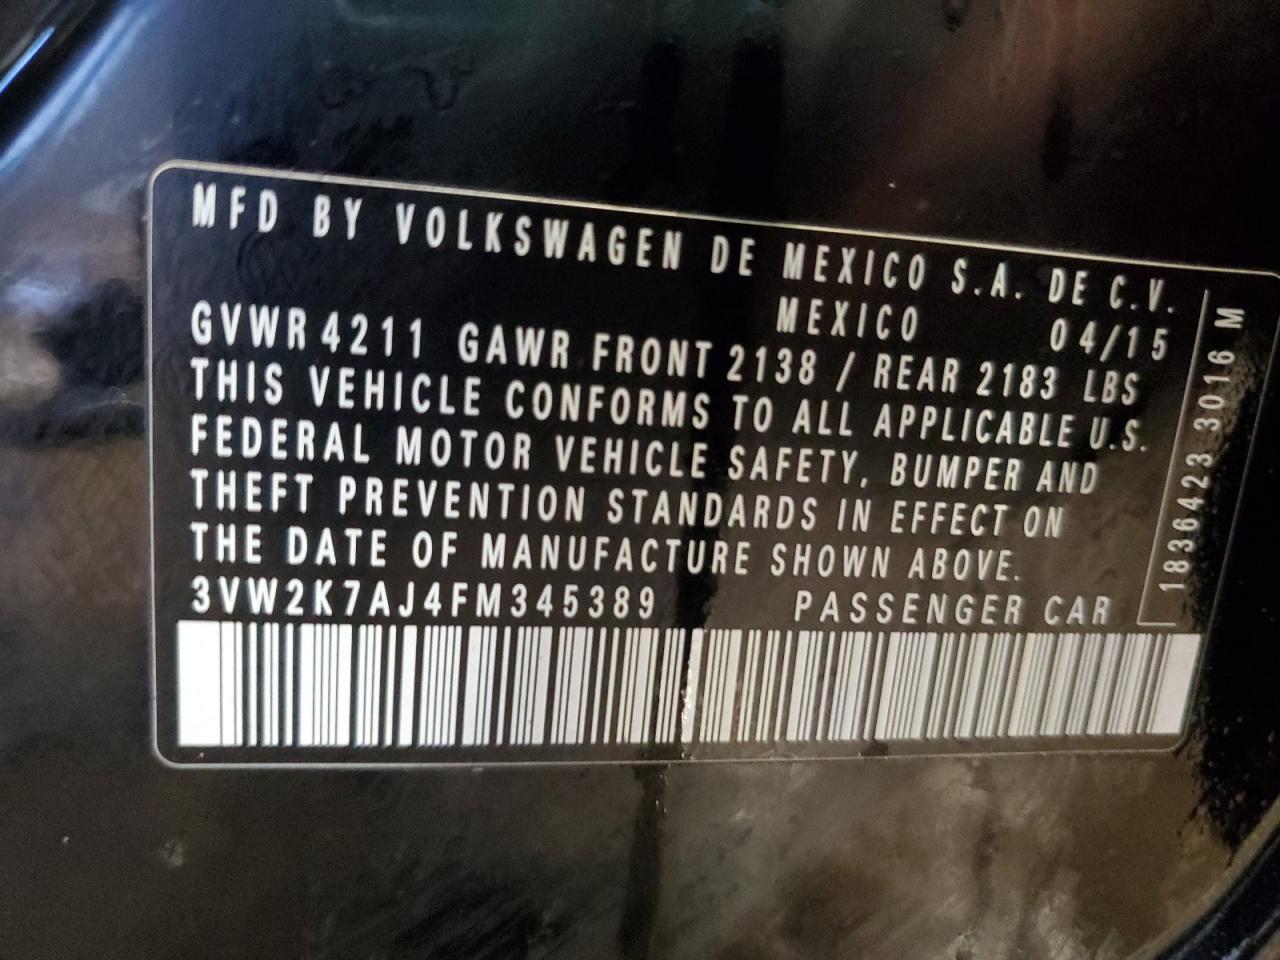 MFD BY VOLKSWAGEN DE MEXICO S.A. DE C.V.
MEXICO 04/15
GVWR 4211 GAWR FRONT 2138 / REAR 2183 LBS
THIS VEHICLE CONFORMS TO ALL APPLICABLE U.S.
FEDERAL MOTOR VEHICLE SAFETY, BUMPER AND
THEFT PREVENTION STANDARDS IN EFFECT ON
THE DATE OF MANUFACTURE SHOWN ABOVE.
3VW2K7AJ4FM345389 PASSENGER CAR
1836423 3016 M